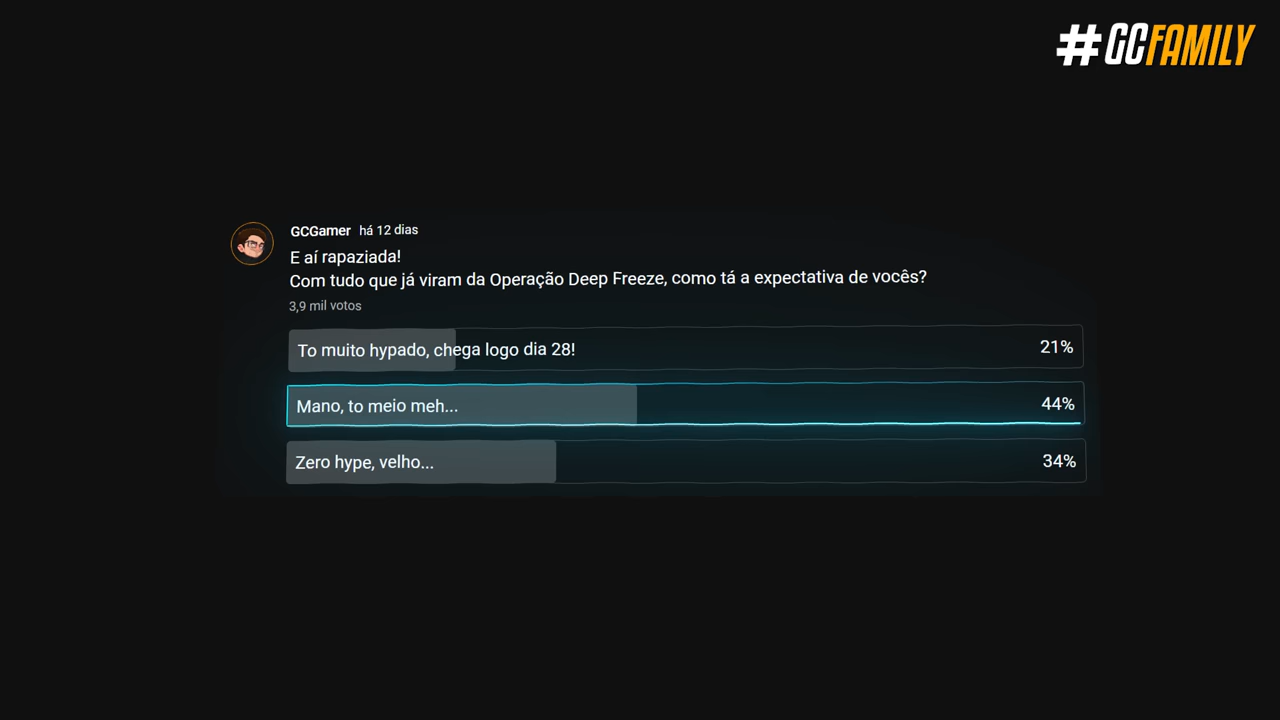 #GCFAMILY
GCGamer há 12 dias
E aí rapaziada!
Com tudo que já viram da Operação Deep Freeze, como tá a expectativa de vocês?
3,9 mil votos
To muito hypado, chega logo dia 28! 21%
Mano, to meio meh... 44%
Zero hype, velho... 34%